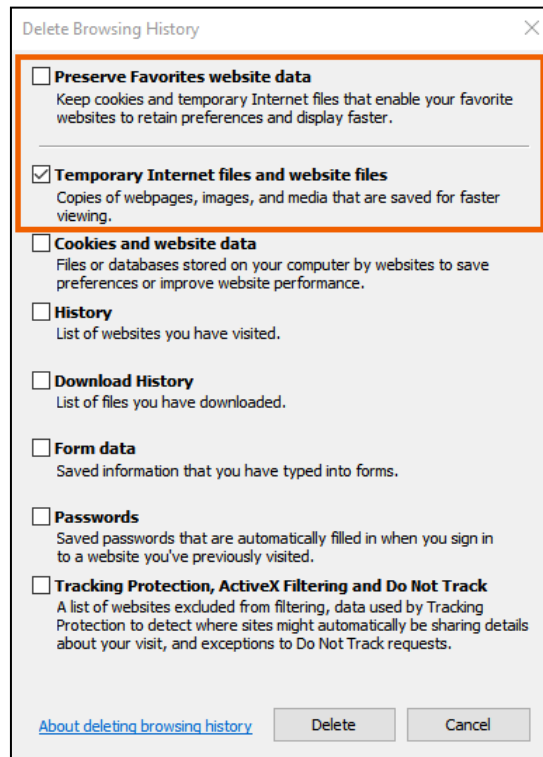 Delete Browsing History
Preserve Favorites website data
Keep cookies and temporary Internet files that enable your favorite
websites to retain preferences and display faster.
Temporary Internet files and website files
Copies of webpages, images, and media that are saved for faster
viewing.
Cookies and website data
Files or databases stored on your computer by websites to save
preferences or improve website performance.
History
List of websites you have visited.
Download History
List of files you have downloaded.
Form data
Saved information that you have typed into forms.
Passwords
Saved passwords that are automatically filled in when you sign in
to a website you've previously visited.
Tracking Protection, ActiveX Filtering and Do Not Track
A list of websites excluded from filtering, data used by Tracking
Protection to detect where sites might automatically be sharing details
about your visit, and exceptions to Do Not Track requests.
About deleting browsing history
Delete
Cancel